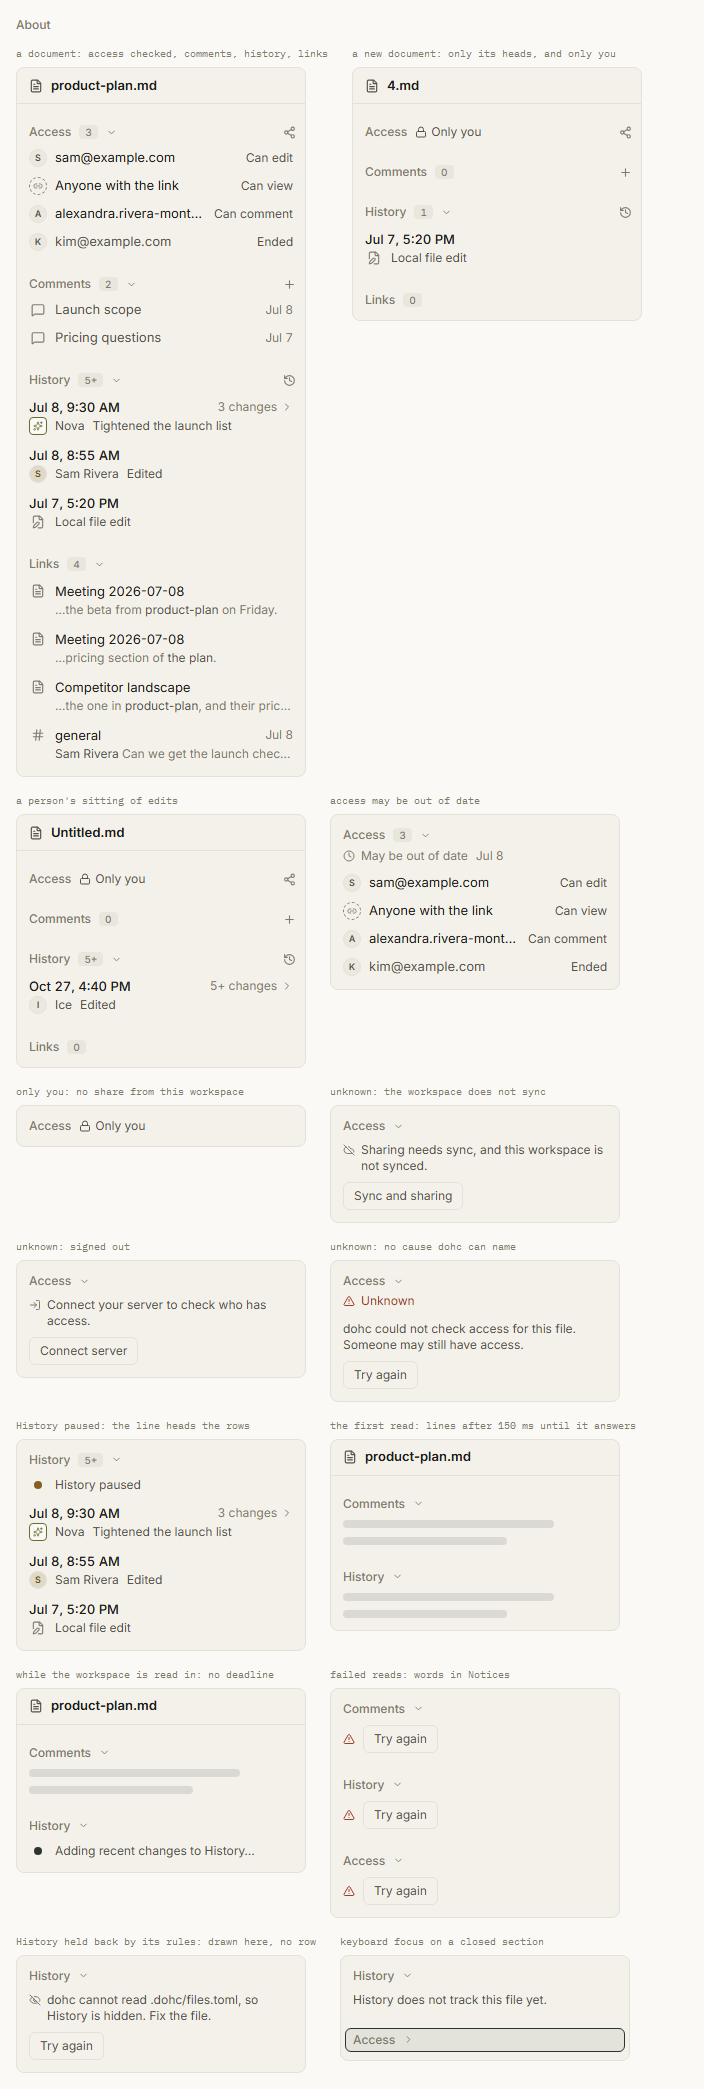 About
a document: access checked, comments, history, links
product-plan.md
Access 3
S sam@example.com Can edit
Anyone with the link Can view
A alexandra.rivera-mont... Can comment
K kim@example.com Ended
Comments 2
Launch scope Jul 8
Pricing questions Jul 7
History 5+
Jul 8, 9:30 AM 3 changes
Nova Tightened the launch list
Jul 8, 8:55 AM
S Sam Rivera Edited
Jul 7, 5:20 PM
Local file edit
Links 4
Meeting 2026-07-08
...the beta from product-plan on Friday.
Meeting 2026-07-08
...pricing section of the plan.
Competitor landscape
...the one in product-plan, and their pric...
general Jul 8
Sam Rivera Can we get the launch chec...
a new document: only its heads, and only you
4.md
Access Only you
Comments 0
History 1
Jul 7, 5:20 PM
Local file edit
Links 0
a person's sitting of edits
Untitled.md
Access Only you
Comments 0
History 5+
Oct 27, 4:40 PM 5+ changes
I Ice Edited
Links 0
access may be out of date
Access 3
May be out of date Jul 8
S sam@example.com Can edit
Anyone with the link Can view
A alexandra.rivera-mont... Can comment
K kim@example.com Ended
only you: no share from this workspace
Access Only you
unknown: the workspace does not sync
Access
Sharing needs sync, and this workspace is
not synced.
Sync and sharing
unknown: signed out
Access
Connect your server to check who has
access.
Connect server
unknown: no cause dohc can name
Access
Unknown
dohc could not check access for this file.
Someone may still have access.
Try again
History paused: the line heads the rows
History 5+
History paused
Jul 8, 9:30 AM 3 changes
Nova Tightened the launch list
Jul 8, 8:55 AM
S Sam Rivera Edited
Jul 7, 5:20 PM
Local file edit
the first read: lines after 150 ms until it answers
product-plan.md
Comments
History
while the workspace is read in: no deadline
product-plan.md
Comments
History
Adding recent changes to History...
failed reads: words in Notices
Comments
Try again
History
Try again
Access
Try again
History held back by its rules: drawn here, no row
History
dohc cannot read .dohc/files.toml, so
History is hidden. Fix the file.
Try again
keyboard focus on a closed section
History
History does not track this file yet.
Access